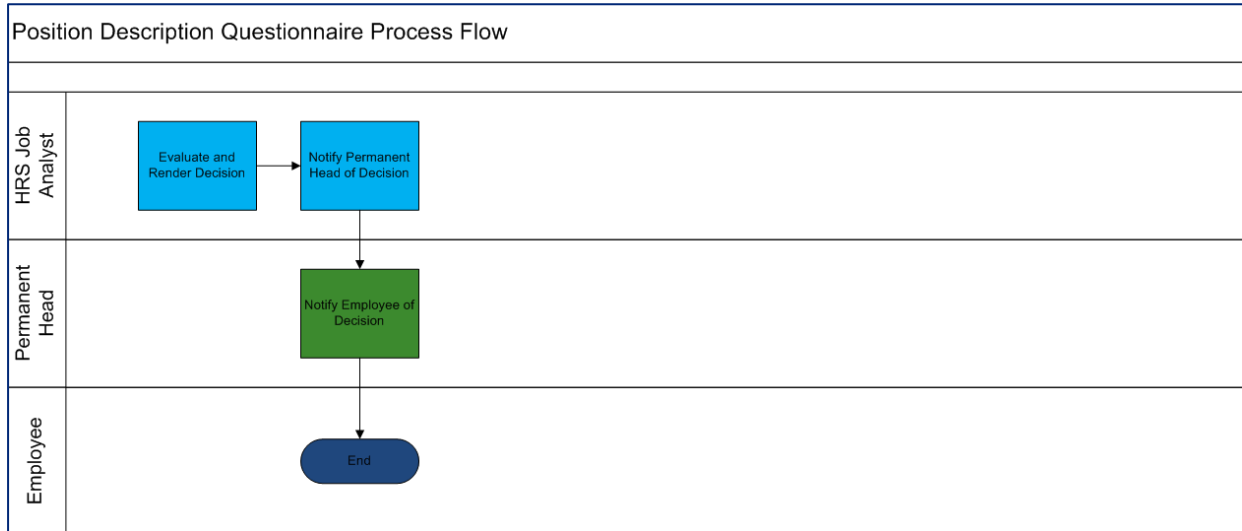 Position Description Questionnaire Process Flow
HRS Job
Analyst
Evaluate and
Render Decision
Notify Permanent
Head of Decision
Permanent
Head
Notify Employee of
Decision
Employee
End